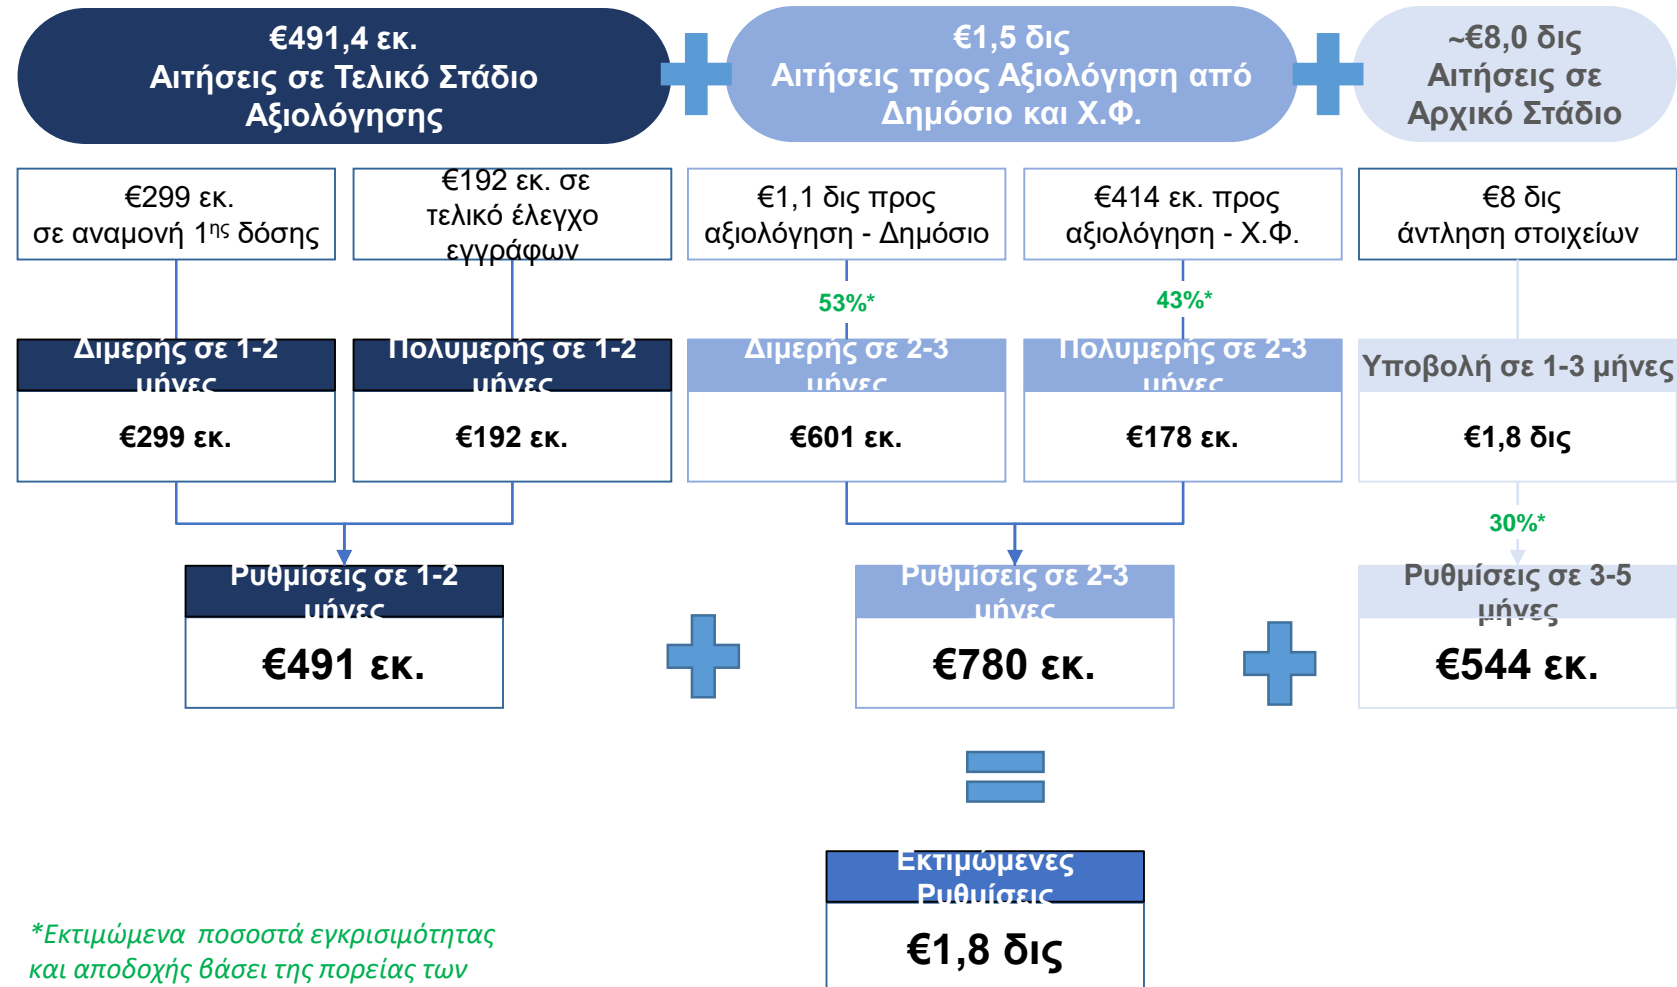 €491,4 εκ.
Αιτήσεις σε Τελικό Στάδιο
Αξιολόγησης
€1,5 δις
Αιτήσεις προς Αξιολόγηση από
Δημόσιο και Χ.Φ.
~€8,0 δις
Αιτήσεις σε
Αρχικό Στάδιο
€299 εκ.
σε αναμονή 1ης δόσης
€192 εκ. σε
τελικό έλεγχο
εγγράφων
€1,1 δις προς
αξιολόγηση - Δημόσιο
€414 εκ. προς
αξιολόγηση - Χ.Φ.
€8 δις
άντληση στοιχείων
53%*
43%*
Διμερής σε 1-2
μήνες
Πολυμερής σε 1-2
μήνες
Διμερής σε 2-3
μήνες
Πολυμερής σε 2-3
μήνες
Υποβολή σε 1-3 μήνες
€299 εκ.
€192 εκ.
€601 εκ.
€178 εκ.
€1,8 δις
30%*
Ρυθμίσεις σε 1-2
μήνες
Ρυθμίσεις σε 2-3
μήνες
Ρυθμίσεις σε 3-5
μήνες
€491 εκ.
€780 εκ.
€544 εκ.
Εκτιμώμενες
Ρυθμίσεις
€1,8 δις
*Εκτιμώμενα ποσοστά εγκρισιμότητας
και αποδοχής βάσει της πορείας των